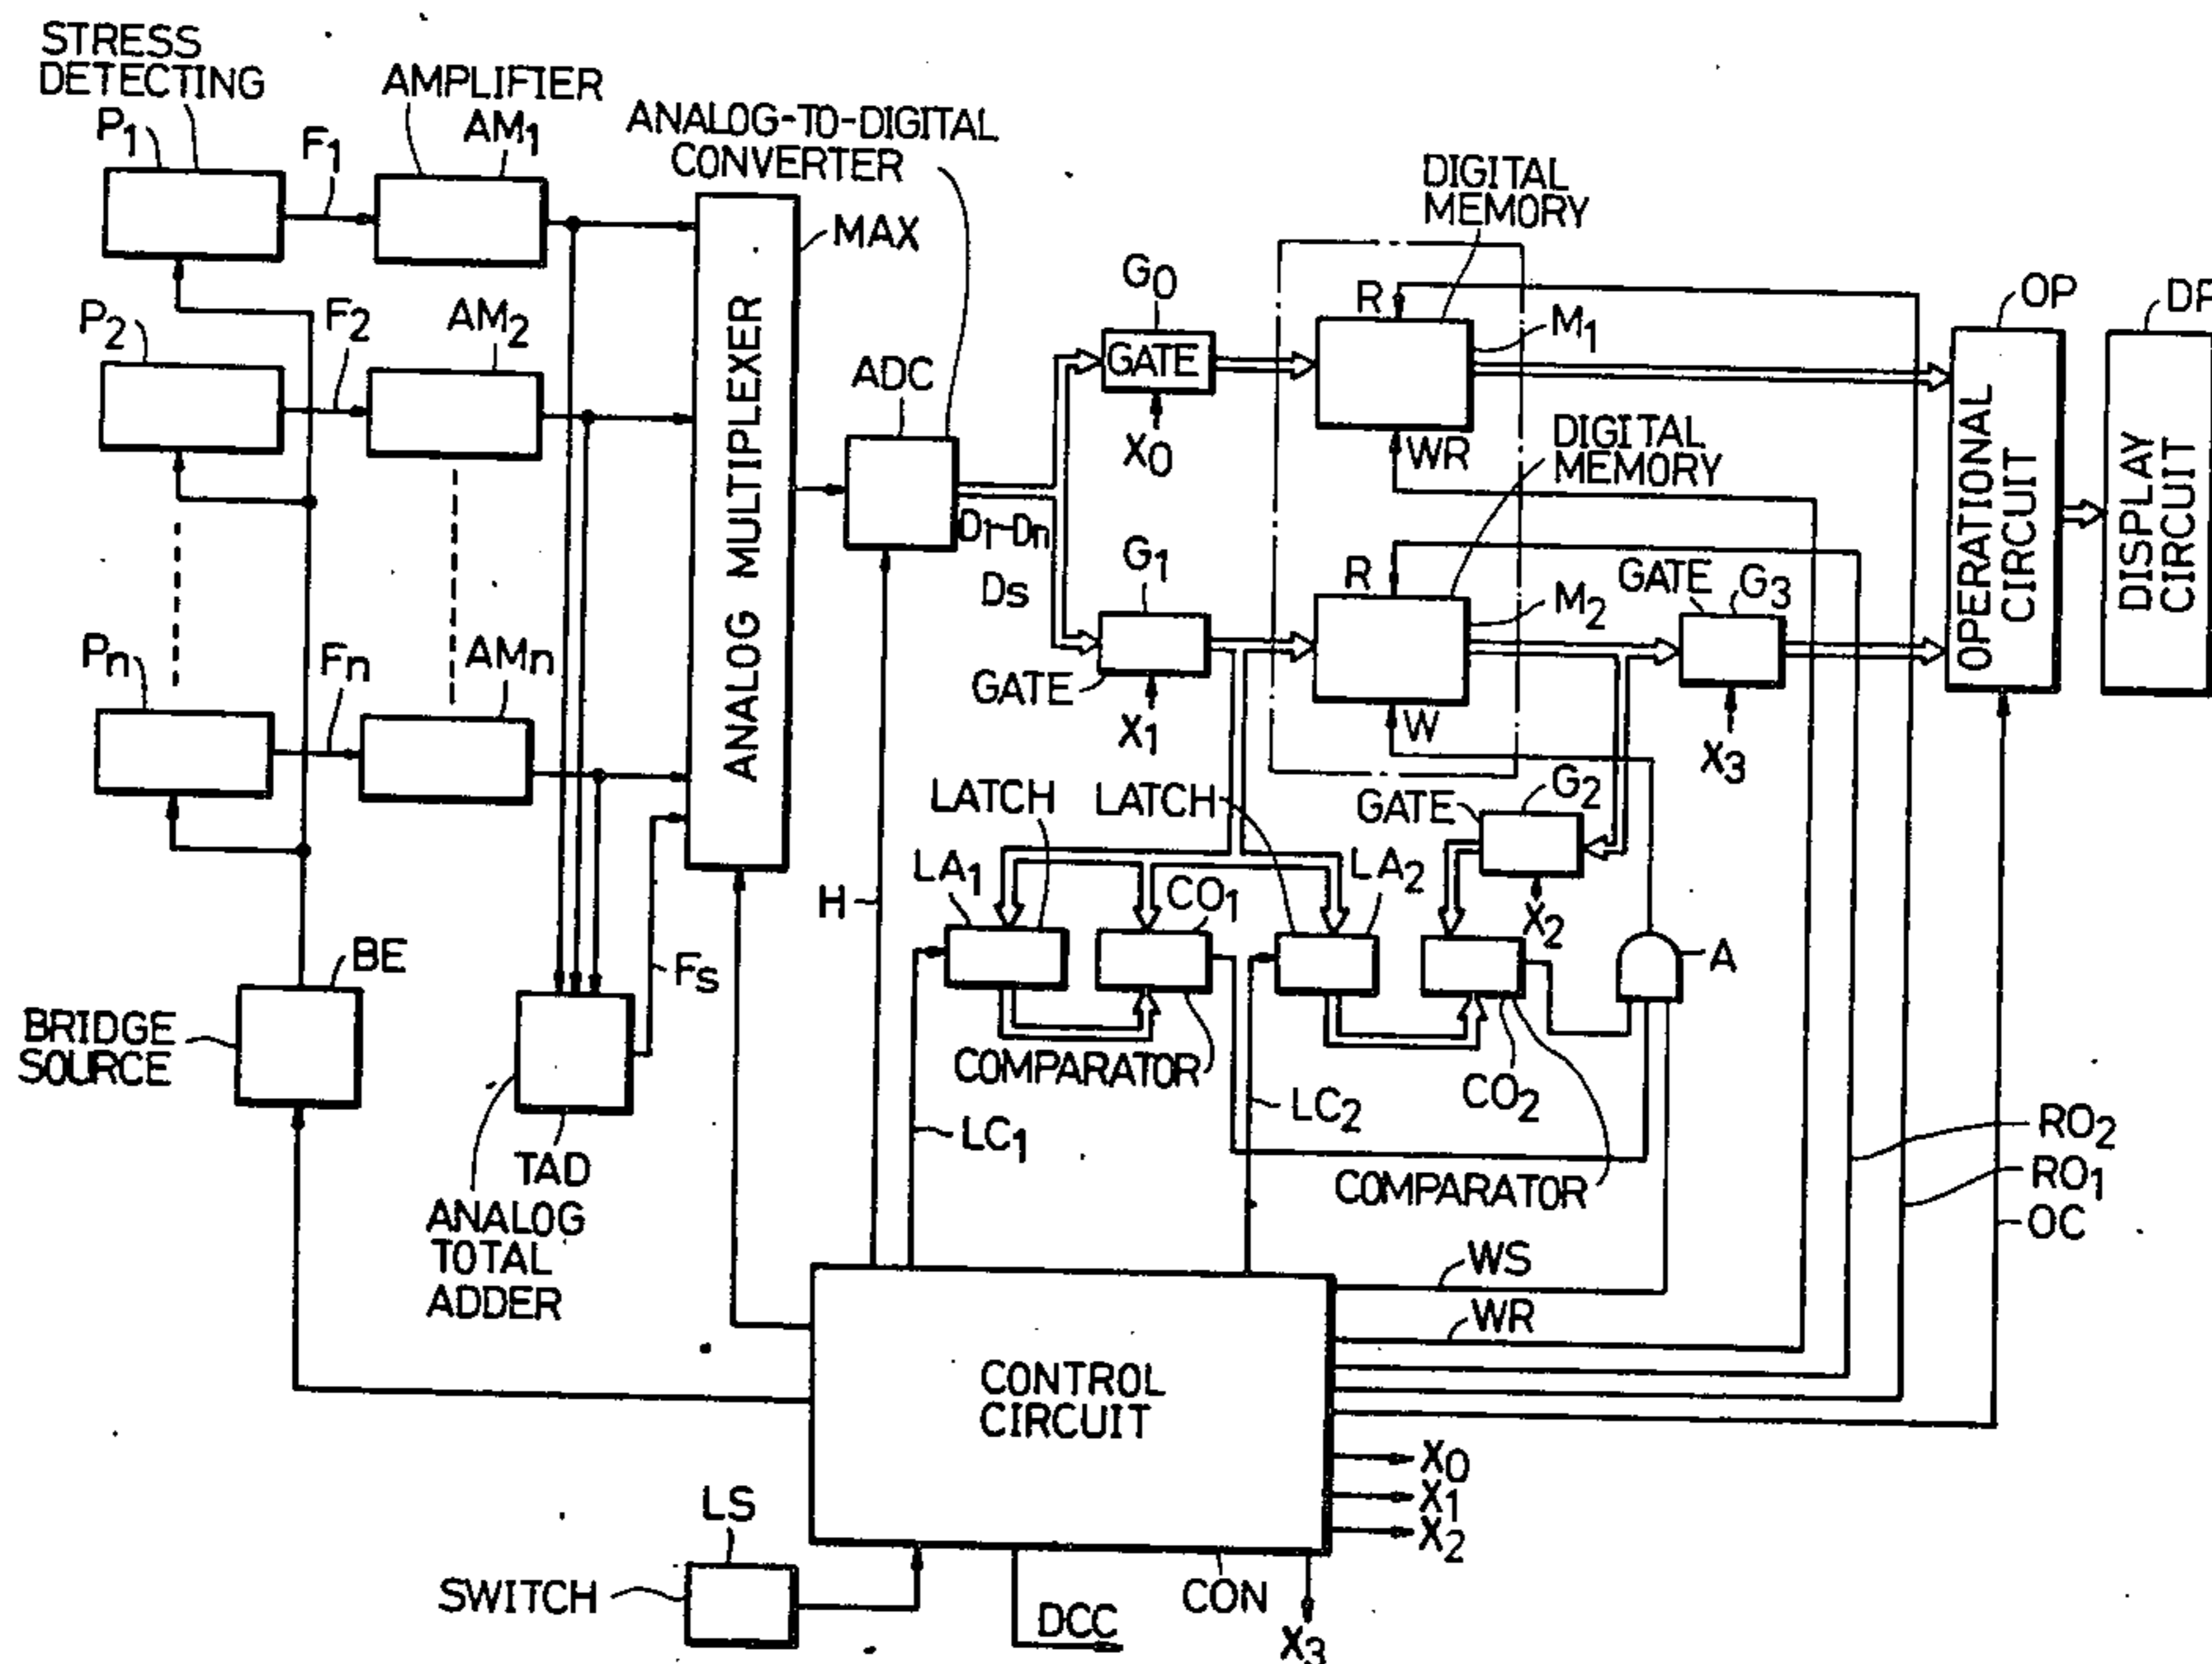 STRESS
DETECTING
P1
F1
AMPLIFIER
AM1
ANALOG-TO-DIGITAL
CONVERTER
MAX
DIGITAL
MEMORY
G0
GATE
X0
R
M1
WR
OP
P2
F2
AM2
ANALOG MULTIPLEXER
ADC
D1-Dn
Ds
DIGITAL
MEMORY
G1
GATE
X1
R
M2
W
GATE
G3
X3
OPERATIONAL
CIRCUIT
DISPLAY
CIRCUIT
Pn
Fn
AMn
LATCH
LATCH
GATE
G2
X2
LA1
CO1
LA2
H
A
BE
BRIDGE
SOURCE
Fs
COMPARATOR
CO2
LC1
LC2
COMPARATOR
TAD
ANALOG
TOTAL
ADDER
RO2
RO1
OC
WS
WR
CONTROL
CIRCUIT
X0
X1
X2
LS
SWITCH
DCC
CON
X3